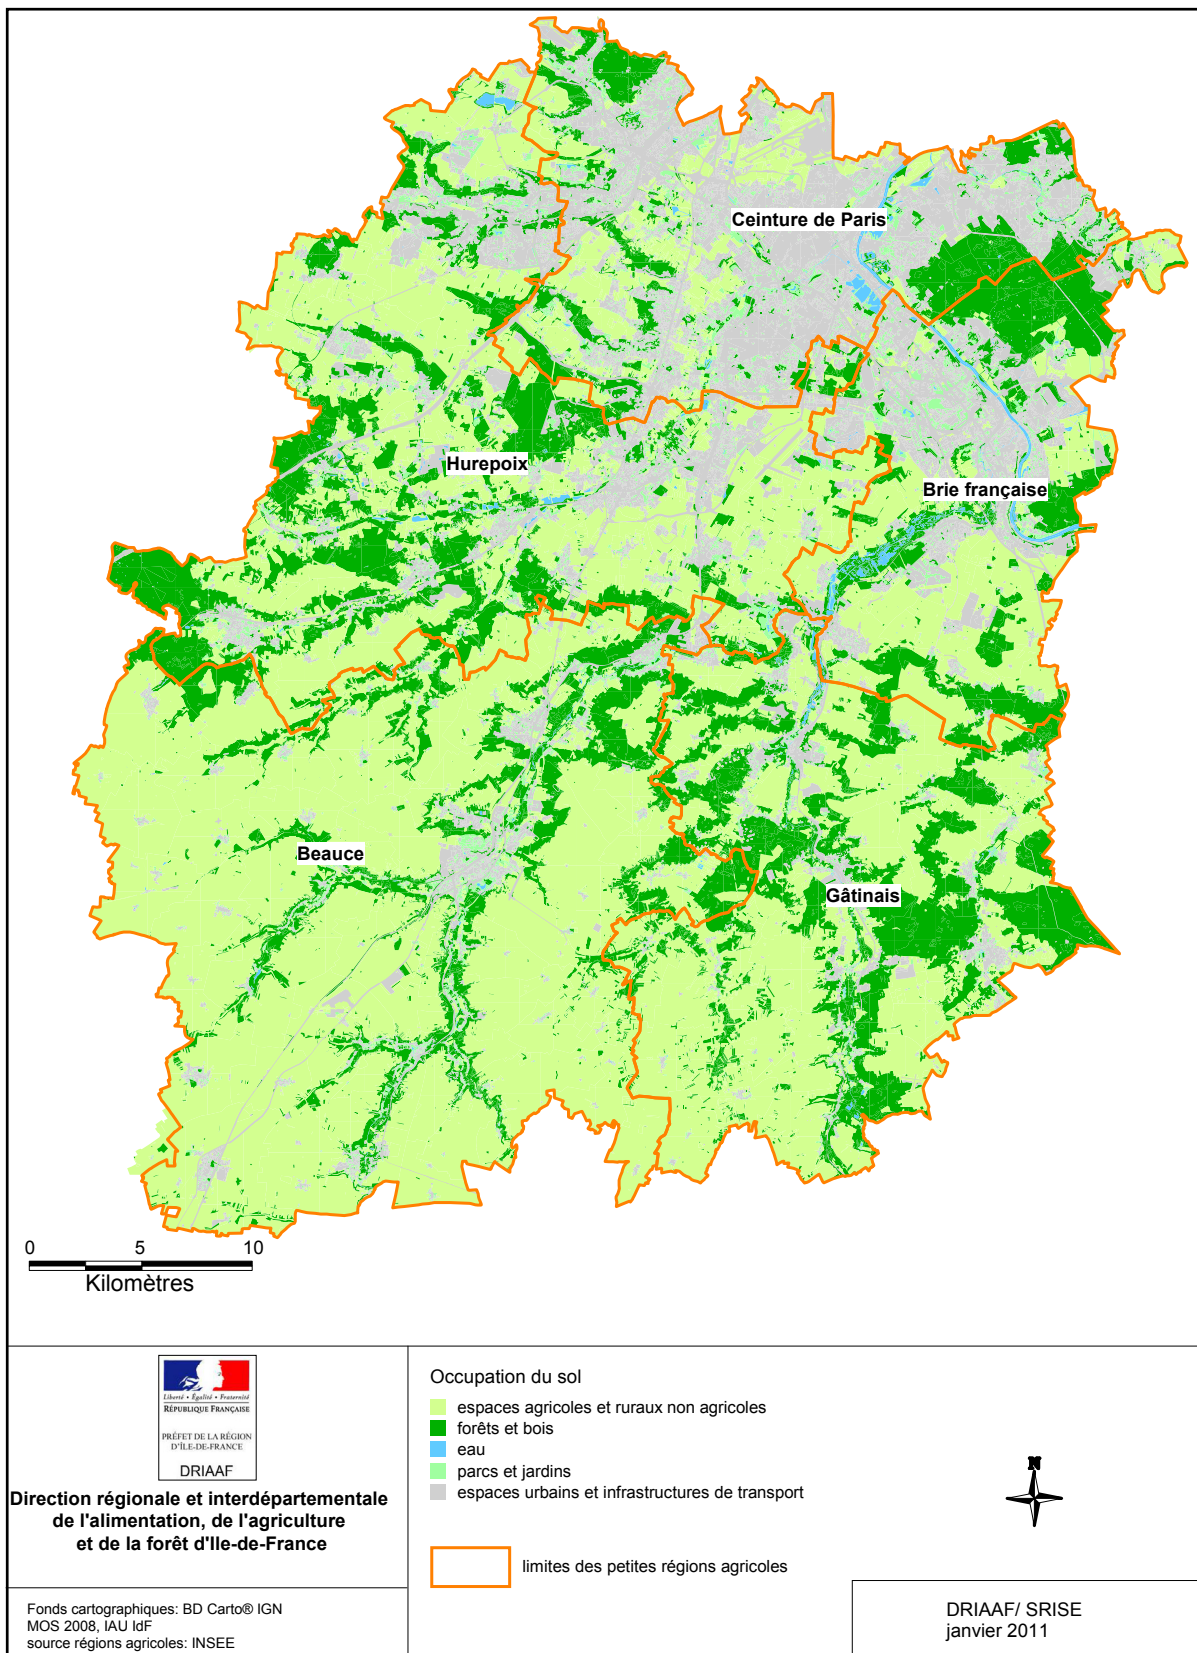 Ceinture de Paris
Hurepoix
Brie française
Beauce
Gâtinais
0 5 10
Kilomètres
Liberté • Égalité • Fraternité
RÉPUBLIQUE FRANÇAISE
PRÉFET DE LA RÉGION
D'ÎLE-DE-FRANCE
DRIAAF
Direction régionale et interdépartementale
de l'alimentation, de l'agriculture
et de la forêt d'Ile-de-France
Fonds cartographiques: BD Carto® IGN
MOS 2008, IAU IdF
source régions agricoles: INSEE
Occupation du sol
espaces agricoles et ruraux non agricoles
forêts et bois
eau
parcs et jardins
espaces urbains et infrastructures de transport
limites des petites régions agricoles
N
DRIAAF/ SRISE
janvier 2011